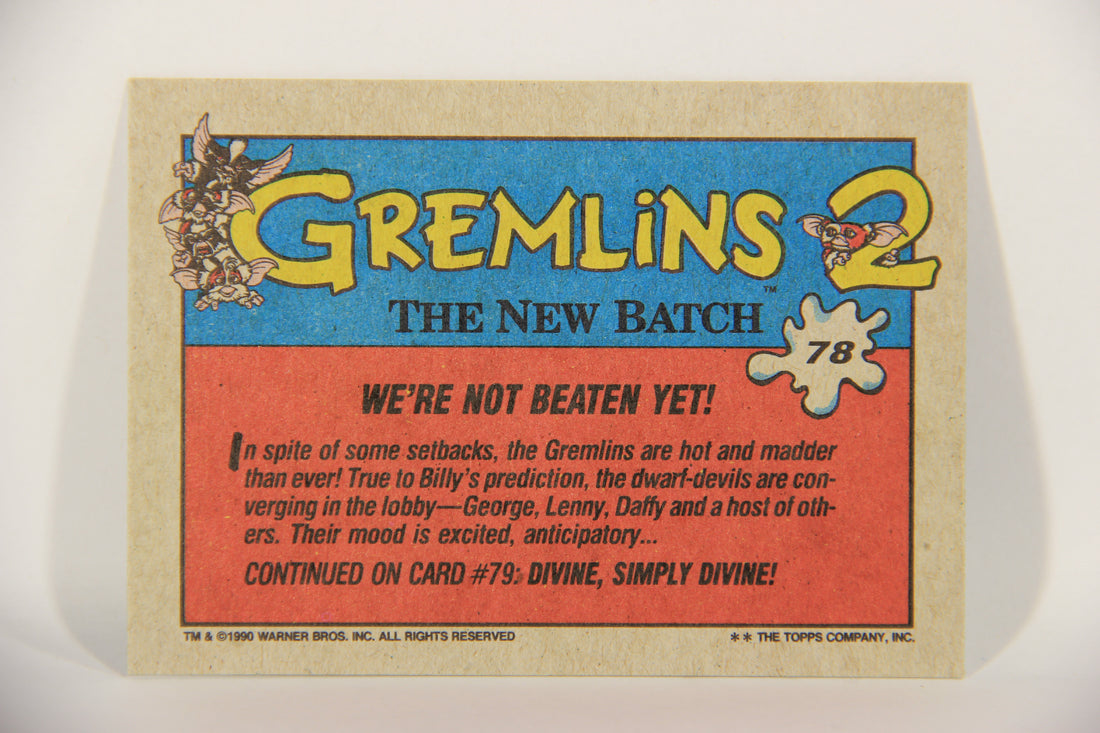 GREMLiNS 2
TM
THE NEW BATCH
78
WE'RE NOT BEATEN YET!
In spite of some setbacks, the Gremlins are hot and madder
than ever! True to Billy's prediction, the dwarf-devils are con-
verging in the lobby—George, Lenny, Daffy and a host of oth-
ers. Their mood is excited, anticipatory...
CONTINUED ON CARD #79: DIVINE, SIMPLY DIVINE!
TM & ©1990 WARNER BROS. INC. ALL RIGHTS RESERVED
** THE TOPPS COMPANY, INC.